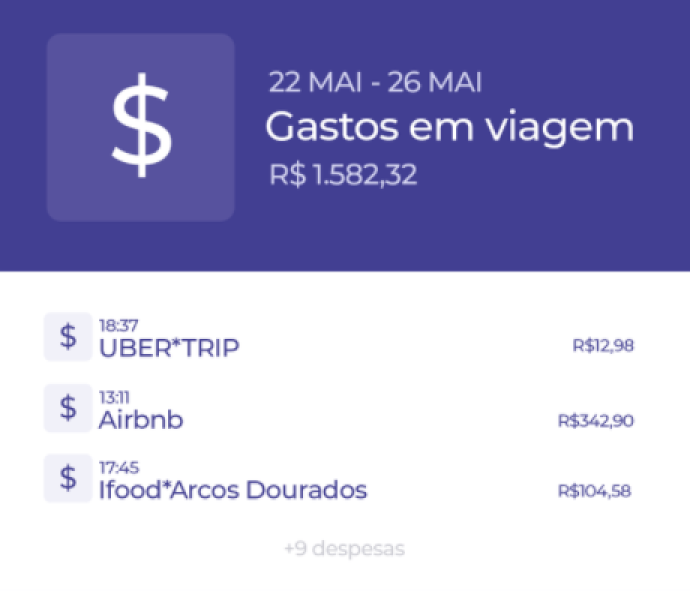 $
22 MAI - 26 MAI
Gastos em viagem
R$ 1.582,32
$
18:37
UBER*TRIP
R$12,98
$
13:11
Airbnb
R$342,90
$
17:45
Ifood*Arcos Dourados
R$104,58
+9 despesas